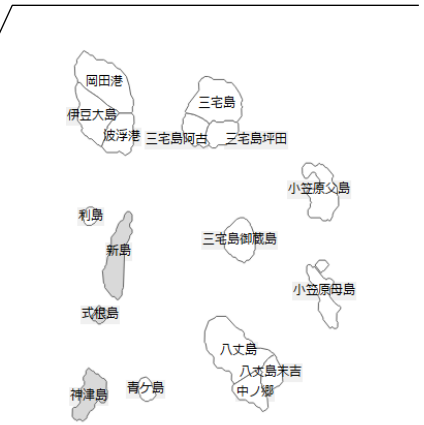 岡田港
三宅島
伊豆大島
波浮港
三宅島阿古
三宅島坪田
小笠原父島
利島
新島
三宅島御蔵島
小笠原母島
式根島
八丈島
八丈島末吉
神津島
青ケ島
中ノ郷